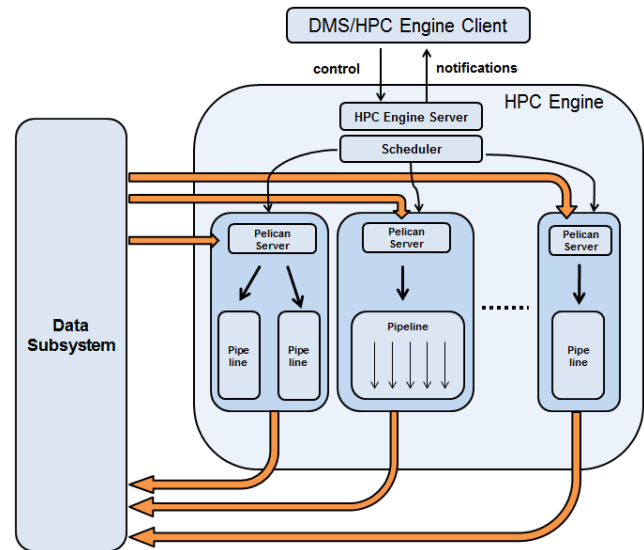 DMS/HPC Engine Client
control
notifications
HPC Engine
HPC Engine Server
Scheduler
Pelican
Server
Pelican
Server
Pelican
Server
Data
Subsystem
Pipe
line
Pipe
line
Pipeline
Pipe
line